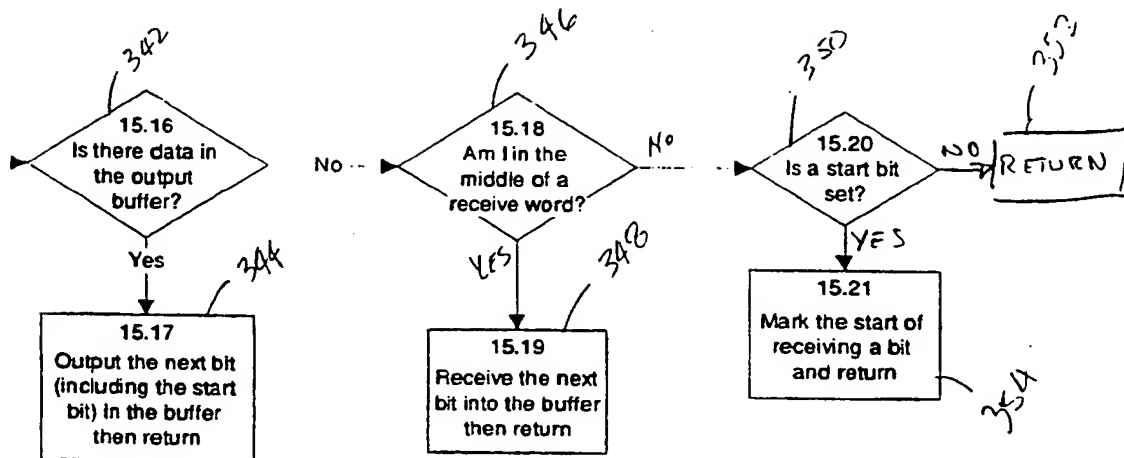 342
346
350
352
15.16
Is there data in
the output
buffer?
No
15.18
Am I in the
middle of a
receive word?
NO
15.20
Is a start bit
set?
NO
RETURN
Yes
344
YES
348
YES
15.17
Output the next bit
(including the start
bit) In the buffer
then return
15.19
Receive the next
bit into the buffer
then return
15.21
Mark the start of
receiving a bit
and return
354